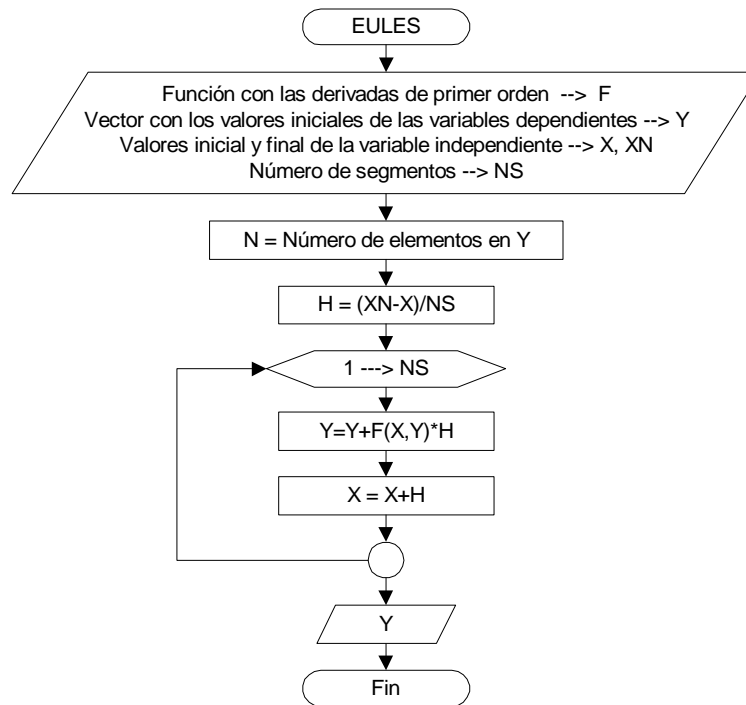 EULES
Función con las derivadas de primer orden --> F
Vector con los valores iniciales de las variables dependientes --> Y
Valores inicial y final de la variable independiente --> X, XN
Número de segmentos --> NS
N = Número de elementos en Y
H = (XN-X)/NS
1 ---> NS
Y=Y+F(X,Y)*H
X = X+H
Y
Fin